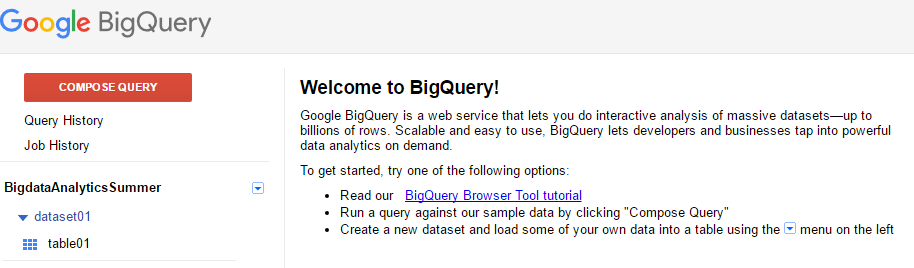 Google BigQuery
COMPOSE QUERY
Query History
Job History
BigdataAnalyticsSummer
dataset01
table01
Welcome to BigQuery!
Google BigQuery is a web service that lets you do interactive analysis of massive datasets—up to
billions of rows. Scalable and easy to use, BigQuery lets developers and businesses tap into powerful
data analytics on demand.
To get started, try one of the following options:
Read our BigQuery Browser Tool tutorial
Run a query against our sample data by clicking "Compose Query"
Create a new dataset and load some of your own data into a table using the menu on the left